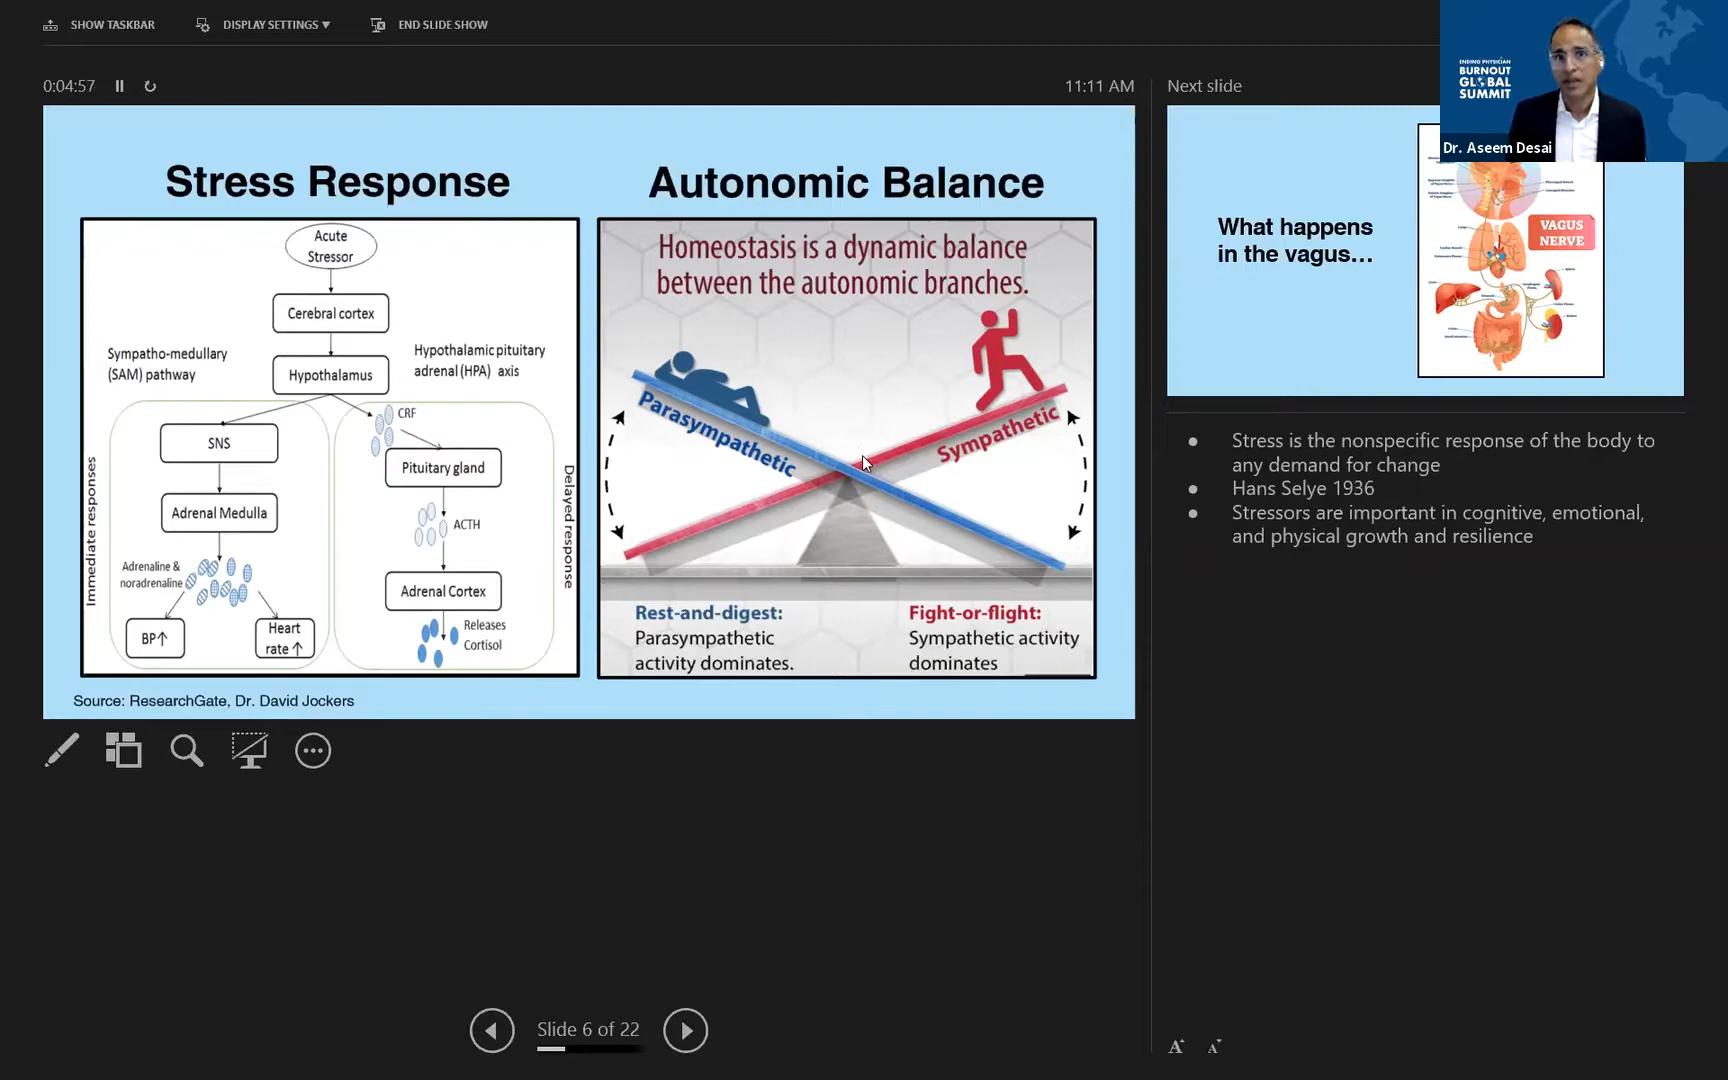 SHOW TASKBAR
DISPLAY SETTINGS ▾
END SLIDE SHOW
0:04:57
11:11 AM
Next slide
ENDING PHYSICIAN
BURNOUT
GLOBAL
SUMMIT
Dr. Aseem Desai
Stress Response
Acute
Stressor
Cerebral cortex
Sympatho-medullary
(SAM) pathway
Hypothalamus
Hypothalamic pituitary
adrenal (HPA) axis
CRF
SNS
Pituitary gland
Immediate responses
Delayed response
Adrenal Medulla
ACTH
Adrenaline &
noradrenaline
Adrenal Cortex
BP↑
Heart
rate ↑
Releases
Cortisol
Source: ResearchGate, Dr. David Jockers
Autonomic Balance
Homeostasis is a dynamic balance
between the autonomic branches.
Parasympathetic
Sympathetic
Rest-and-digest:
Parasympathetic
activity dominates.
Fight-or-flight:
Sympathetic activity
dominates
What happens
in the vagus...
VAGUS
NERVE
• Stress is the nonspecific response of the body to
any demand for change
• Hans Selye 1936
• Stressors are important in cognitive, emotional,
and physical growth and resilience
Slide 6 of 22
A A